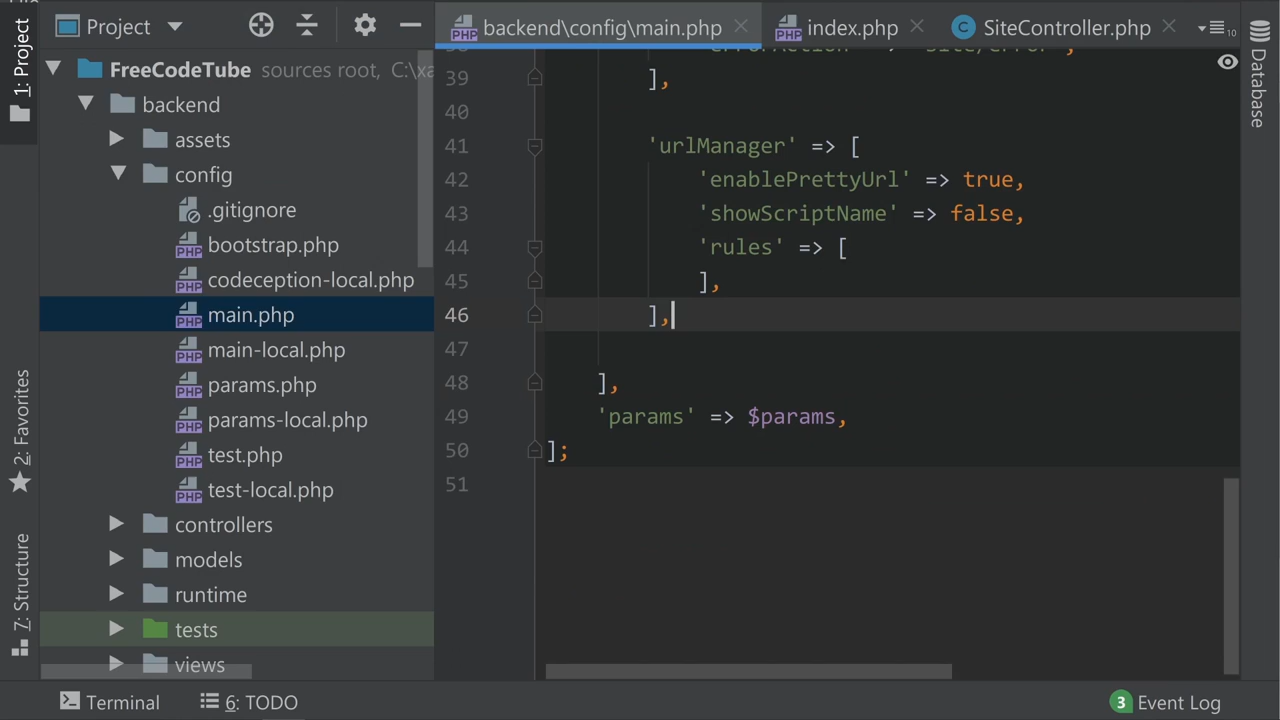 Project
backend\config\main.php
index.php
SiteController.php
10
1: Project
2: Favorites
7: Structure
Database
FreeCodeTube sources root, C:\xa
backend
assets
config
.gitignore
bootstrap.php
codeception-local.php
main.php
main-local.php
params.php
params-local.php
test.php
test-local.php
controllers
models
runtime
tests
views
39 ],
40
41 'urlManager' => [
42 'enablePrettyUrl' => true,
43 'showScriptName' => false,
44 'rules' => [
45 ],
46 ],
47
48 ],
49 'params' => $params,
50 ];
51
Terminal
6: TODO
3 Event Log